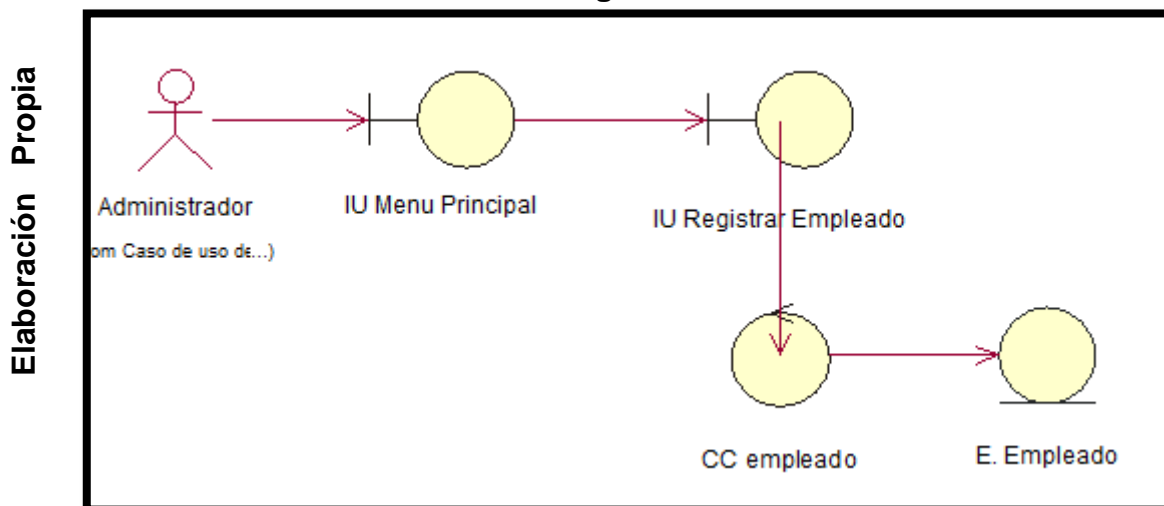 Elaboración Propia
Administrador
om Caso de uso de...)
IU Menu Principal
IU Registrar Empleado
CC empleado
E. Empleado